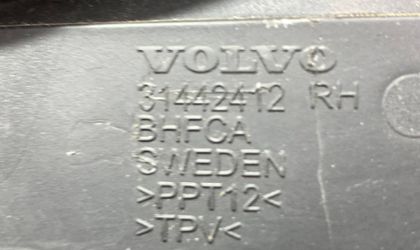 VOLVO
31442412 RH
BHFCA
SWEDEN
>PPT12<
>TPV<